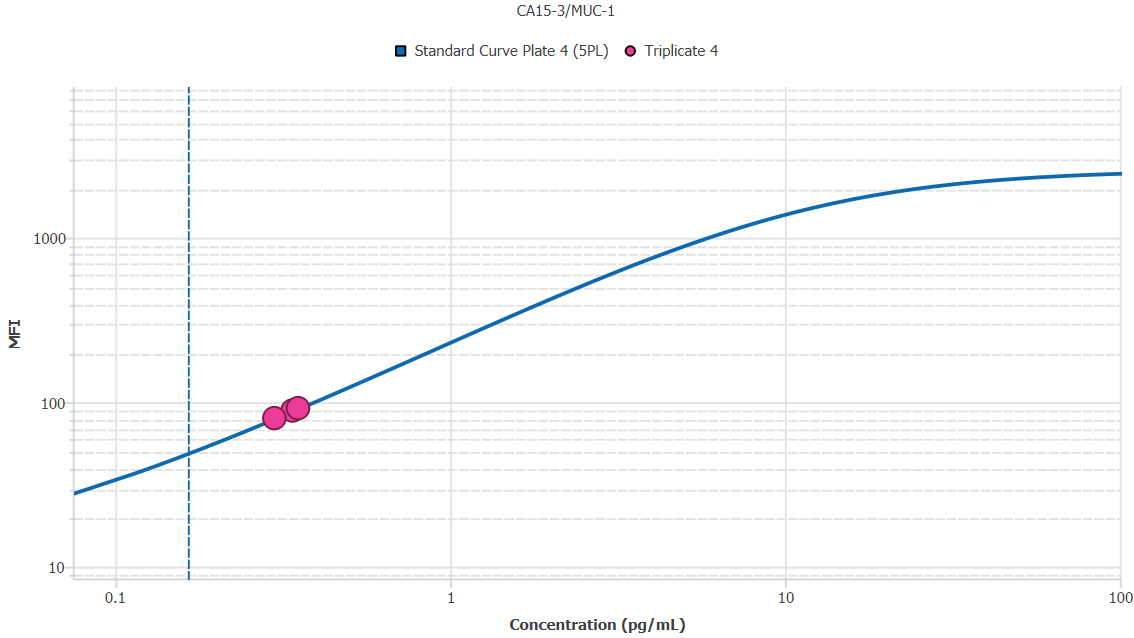 CA15-3/MUC-1
Standard Curve Plate 4 (5PL) Triplicate 4
1000
100
10
MFI
0.1 1 10 100
Concentration (pg/mL)